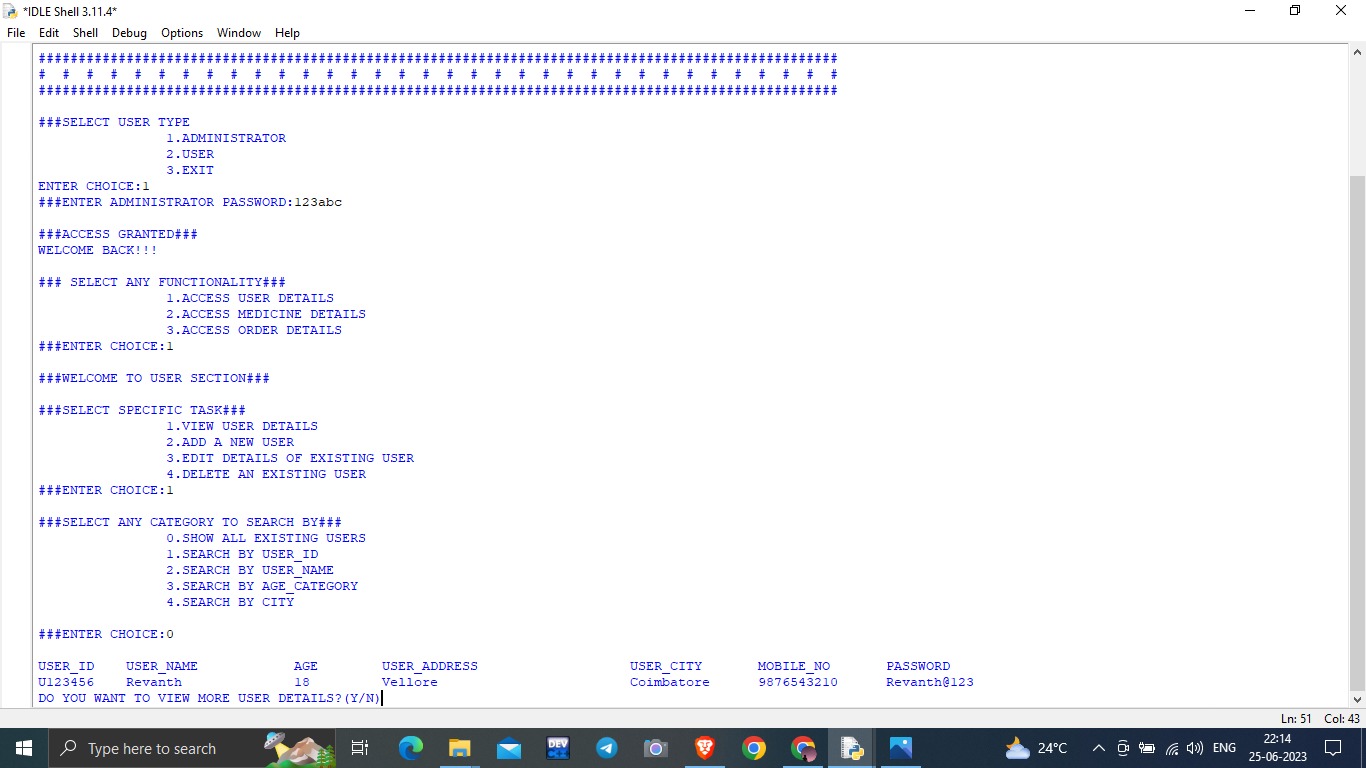 *IDLE Shell 3.11.4*
File Edit Shell Debug Options Window Help
####################################################################################################
# # # # # # # # # # # # # # # # # # # # # # # # # # # # # # # # # #
####################################################################################################
###SELECT USER TYPE
1.ADMINISTRATOR
2.USER
3.EXIT
ENTER CHOICE:1
###ENTER ADMINISTRATOR PASSWORD:123abc
###ACCESS GRANTED###
WELCOME BACK!!!
### SELECT ANY FUNCTIONALITY###
1.ACCESS USER DETAILS
2.ACCESS MEDICINE DETAILS
3.ACCESS ORDER DETAILS
###ENTER CHOICE:1
###WELCOME TO USER SECTION###
###SELECT SPECIFIC TASK###
1.VIEW USER DETAILS
2.ADD A NEW USER
3.EDIT DETAILS OF EXISTING USER
4.DELETE AN EXISTING USER
###ENTER CHOICE:1
###SELECT ANY CATEGORY TO SEARCH BY###
0.SHOW ALL EXISTING USERS
1.SEARCH BY USER_ID
2.SEARCH BY USER_NAME
3.SEARCH BY AGE_CATEGORY
4.SEARCH BY CITY
###ENTER CHOICE:0
USER_ID USER_NAME AGE USER_ADDRESS USER_CITY MOBILE_NO PASSWORD
U123456 Revanth 18 Vellore Coimbatore 9876543210 Revanth@123
DO YOU WANT TO VIEW MORE USER DETAILS?(Y/N)
Ln: 51 Col: 43
Type here to search
DEV
24°C
ENG
22:14
25-06-2023